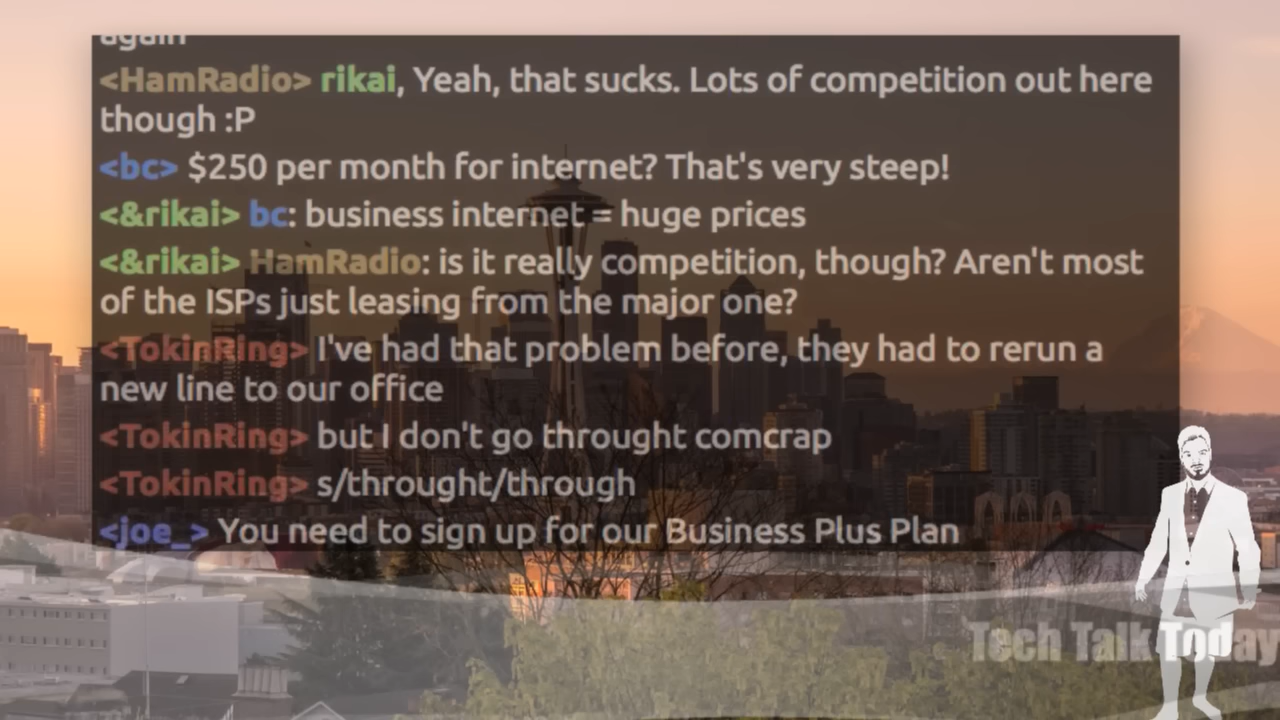 again
<HamRadio> rikai, Yeah, that sucks. Lots of competition out here
though :P
<bc> $250 per month for internet? That's very steep!
<&rikai> bc: business internet = huge prices
<&rikai> HamRadio: is it really competition, though? Aren't most
of the ISPs just leasing from the major one?
<TokinRing> I've had that problem before, they had to rerun a
new line to our office
<TokinRing> but I don't go throught comcrap
<TokinRing> s/throught/through
<joe_> You need to sign up for our Business Plus Plan
Tech Talk Today